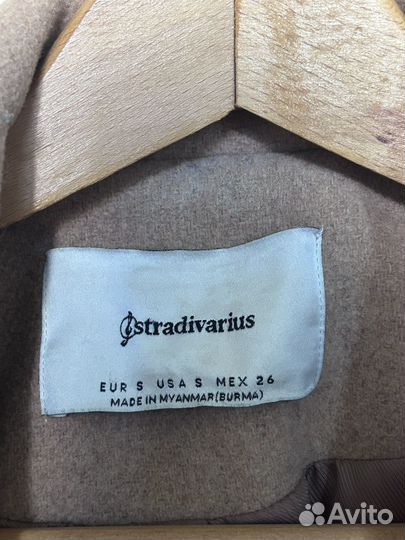 stradivarius
EUR S USA S MEX 26
MADE IN MYANMAR(BURMA)
Avito